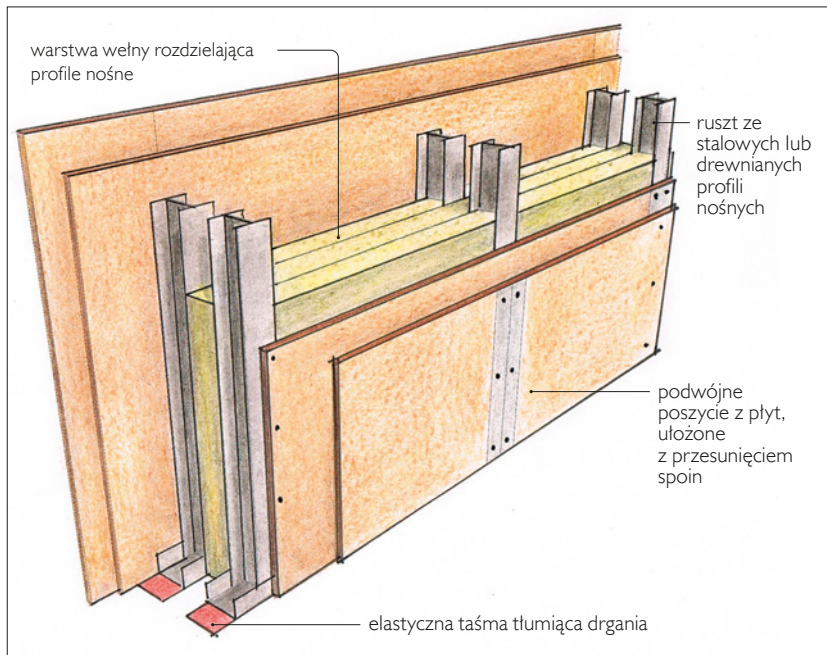 warstwa wełny rozdzielająca
profile nośne
ruszt ze
stalowych lub
drewnianych
profili
nośnych
podwójne
poszycie z płyt,
ułożone
z przesunięciem
spoin
elastyczna taśma tłumiąca drgania